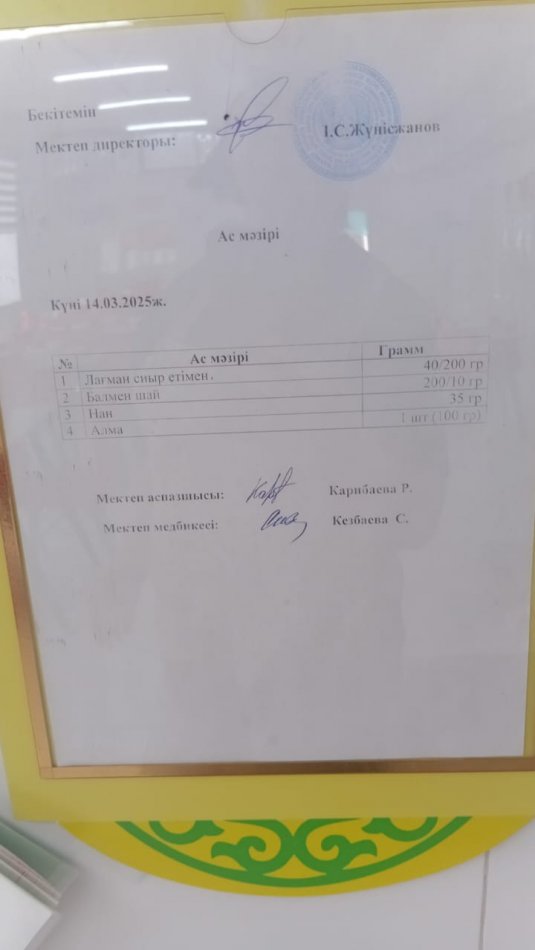 Бекітемін
Мектеп директоры: І.С.Жүнісжанов
Ас мәзірі
Күні 14.03.2025ж.
№ Ас мәзірі Грамм
1 Лағман сиыр етімен. 40/200 гр
2 Балмен шай 200/10 гр
3 Нан 35 гр
4 Алма 1 шт (100 гр)
Мектеп аспазшысы: Карибаева Р.
Мектеп медбикесі: Кезбаева С.